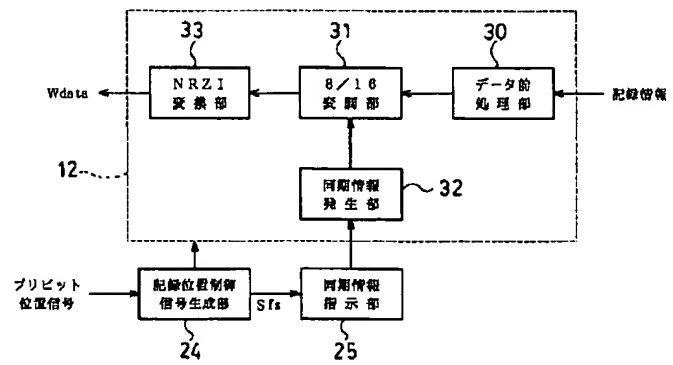 33
31
30
NRZI
変換部
8/16
変調部
データ前
処理部
Wdata
記録情報
12
同期情報
発生部
32
プリピット
位置信号
記録位置制御
信号生成部
Sfs
同期情報
指示部
24
25